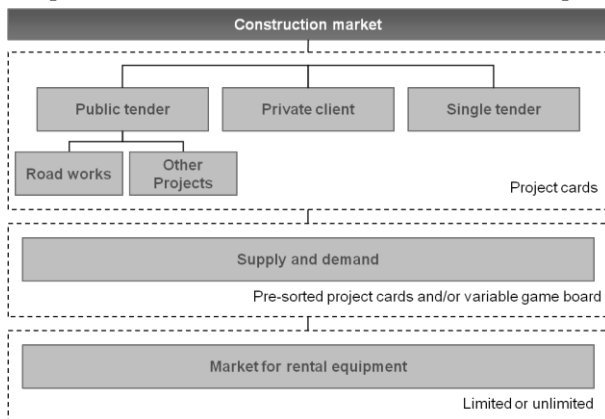 Construction market
Public tender
Private client
Single tender
Road works
Other
Projects
Project cards
Supply and demand
Pre-sorted project cards and/or variable game board
Market for rental equipment
Limited or unlimited